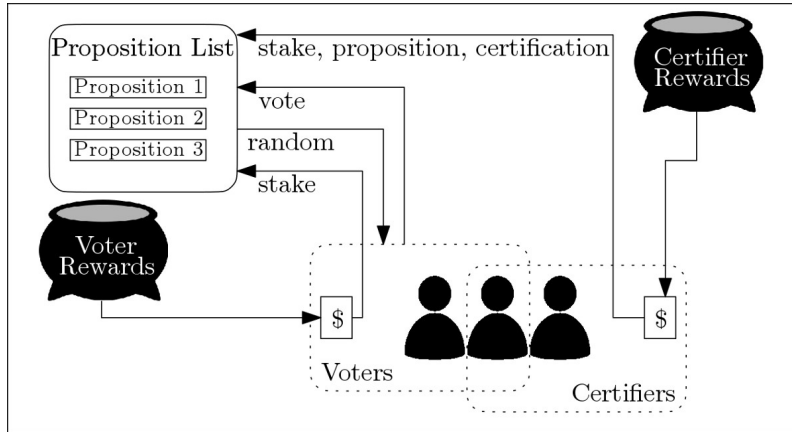 Proposition List
Proposition 1
Proposition 2
Proposition 3
stake, proposition, certification
vote
random
stake
Certifier
Rewards
Voter
Rewards
$
$
Voters
Certifiers